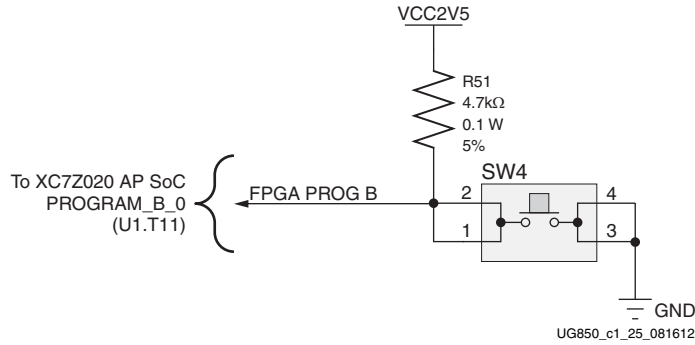 VCC2V5
R51
4.7kΩ
0.1 W
5%
To XC7Z020 AP SoC
PROGRAM_B_0
(U1.T11)
FPGA PROG B
SW4
2
4
1
3
GND
UG850_c1_25_081612